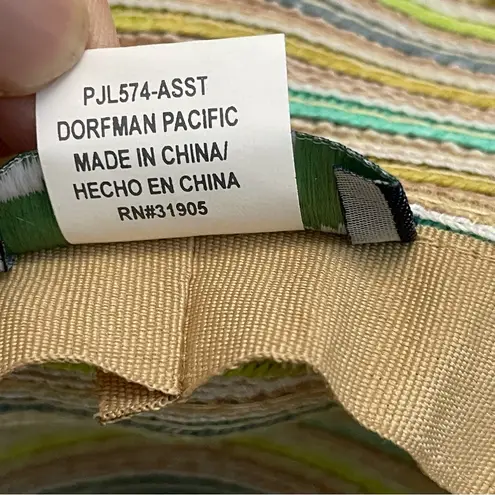 PJL574-ASST
DORFMAN PACIFIC
MADE IN CHINA/
HECHO EN CHINA
RN#31905